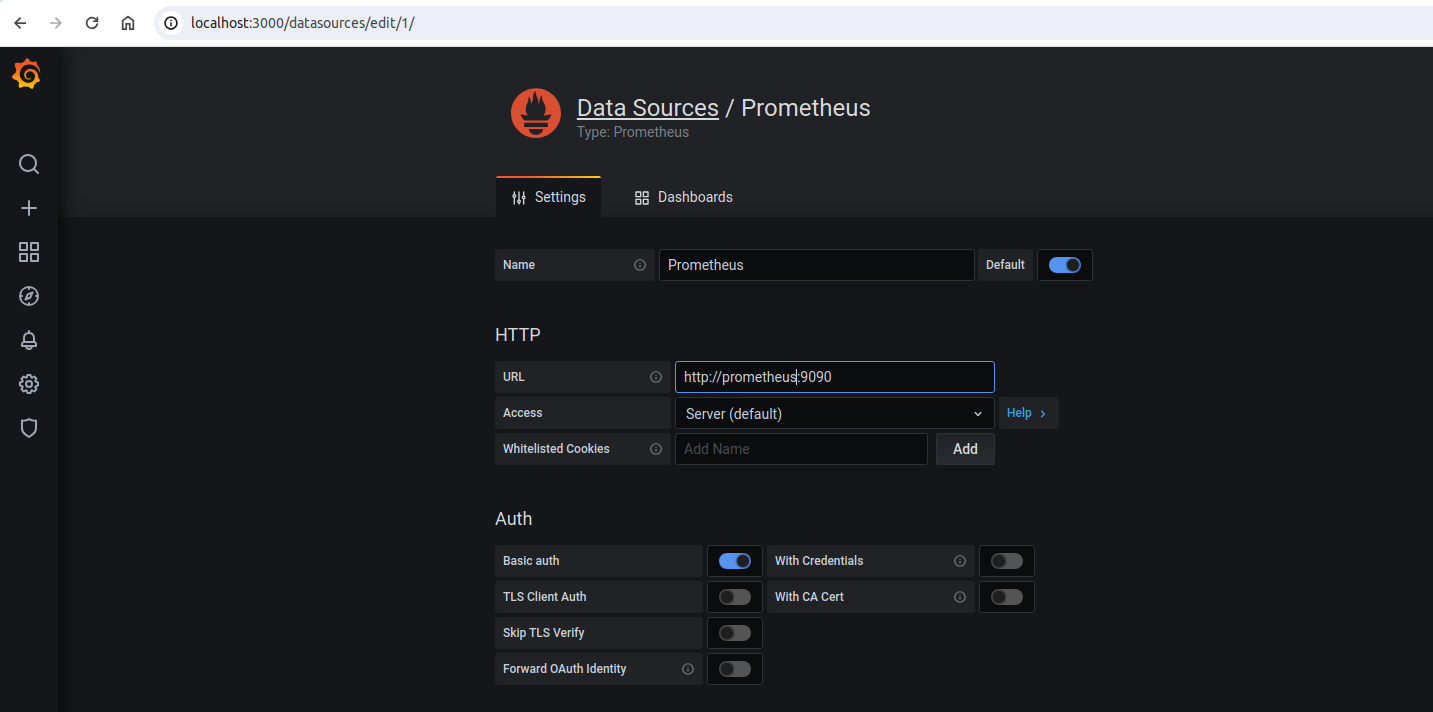 localhost:3000/datasources/edit/1/
Data Sources / Prometheus
Type: Prometheus
Settings Dashboards
Name Prometheus Default
HTTP
URL http://prometheus:9090
Access Server (default) Help
Whitelisted Cookies Add Name Add
Auth
Basic auth With Credentials
TLS Client Auth With CA Cert
Skip TLS Verify
Forward OAuth Identity